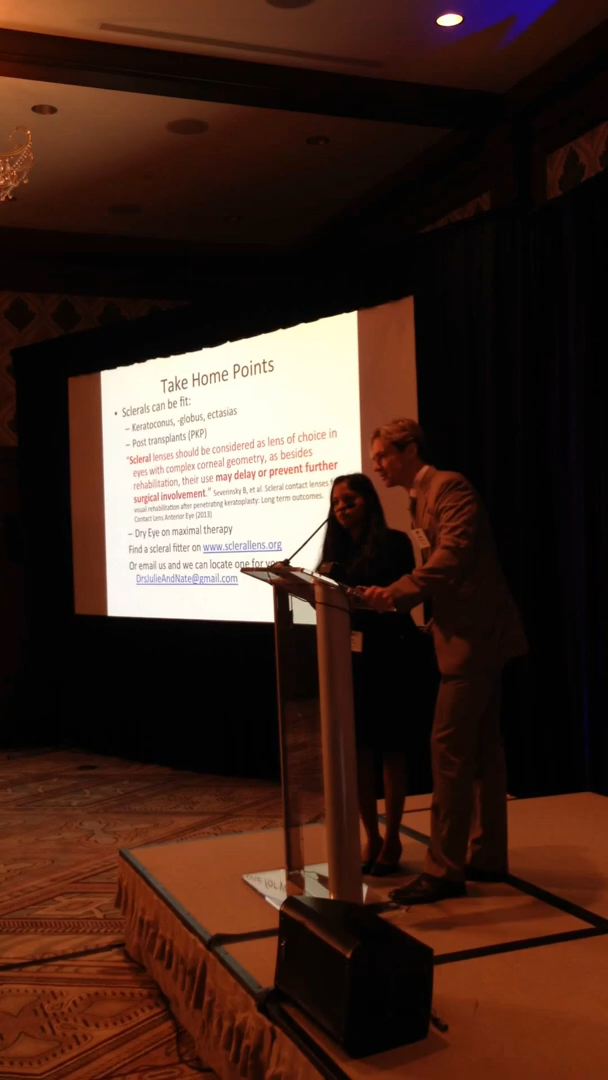 Take Home Points
• Sclerals can be fit:
– Keratoconus, -globus, ectasias
– Post transplants (PKP)
"Scleral lenses should be considered as lens of choice in
eyes with complex corneal geometry, as besides
rehabilitation, their use may delay or prevent further
surgical involvement." Severinsky B, et al. Scleral contact lenses
visual rehabilitation after penetrating keratoplasty: Long term outcomes.
Contact Lens Anterior Eye (2013)
– Dry Eye on maximal therapy
Find a scleral fitter on www.sclerallens.org
Or email us and we can locate one for
DrsJulieAndNate@gmail.com